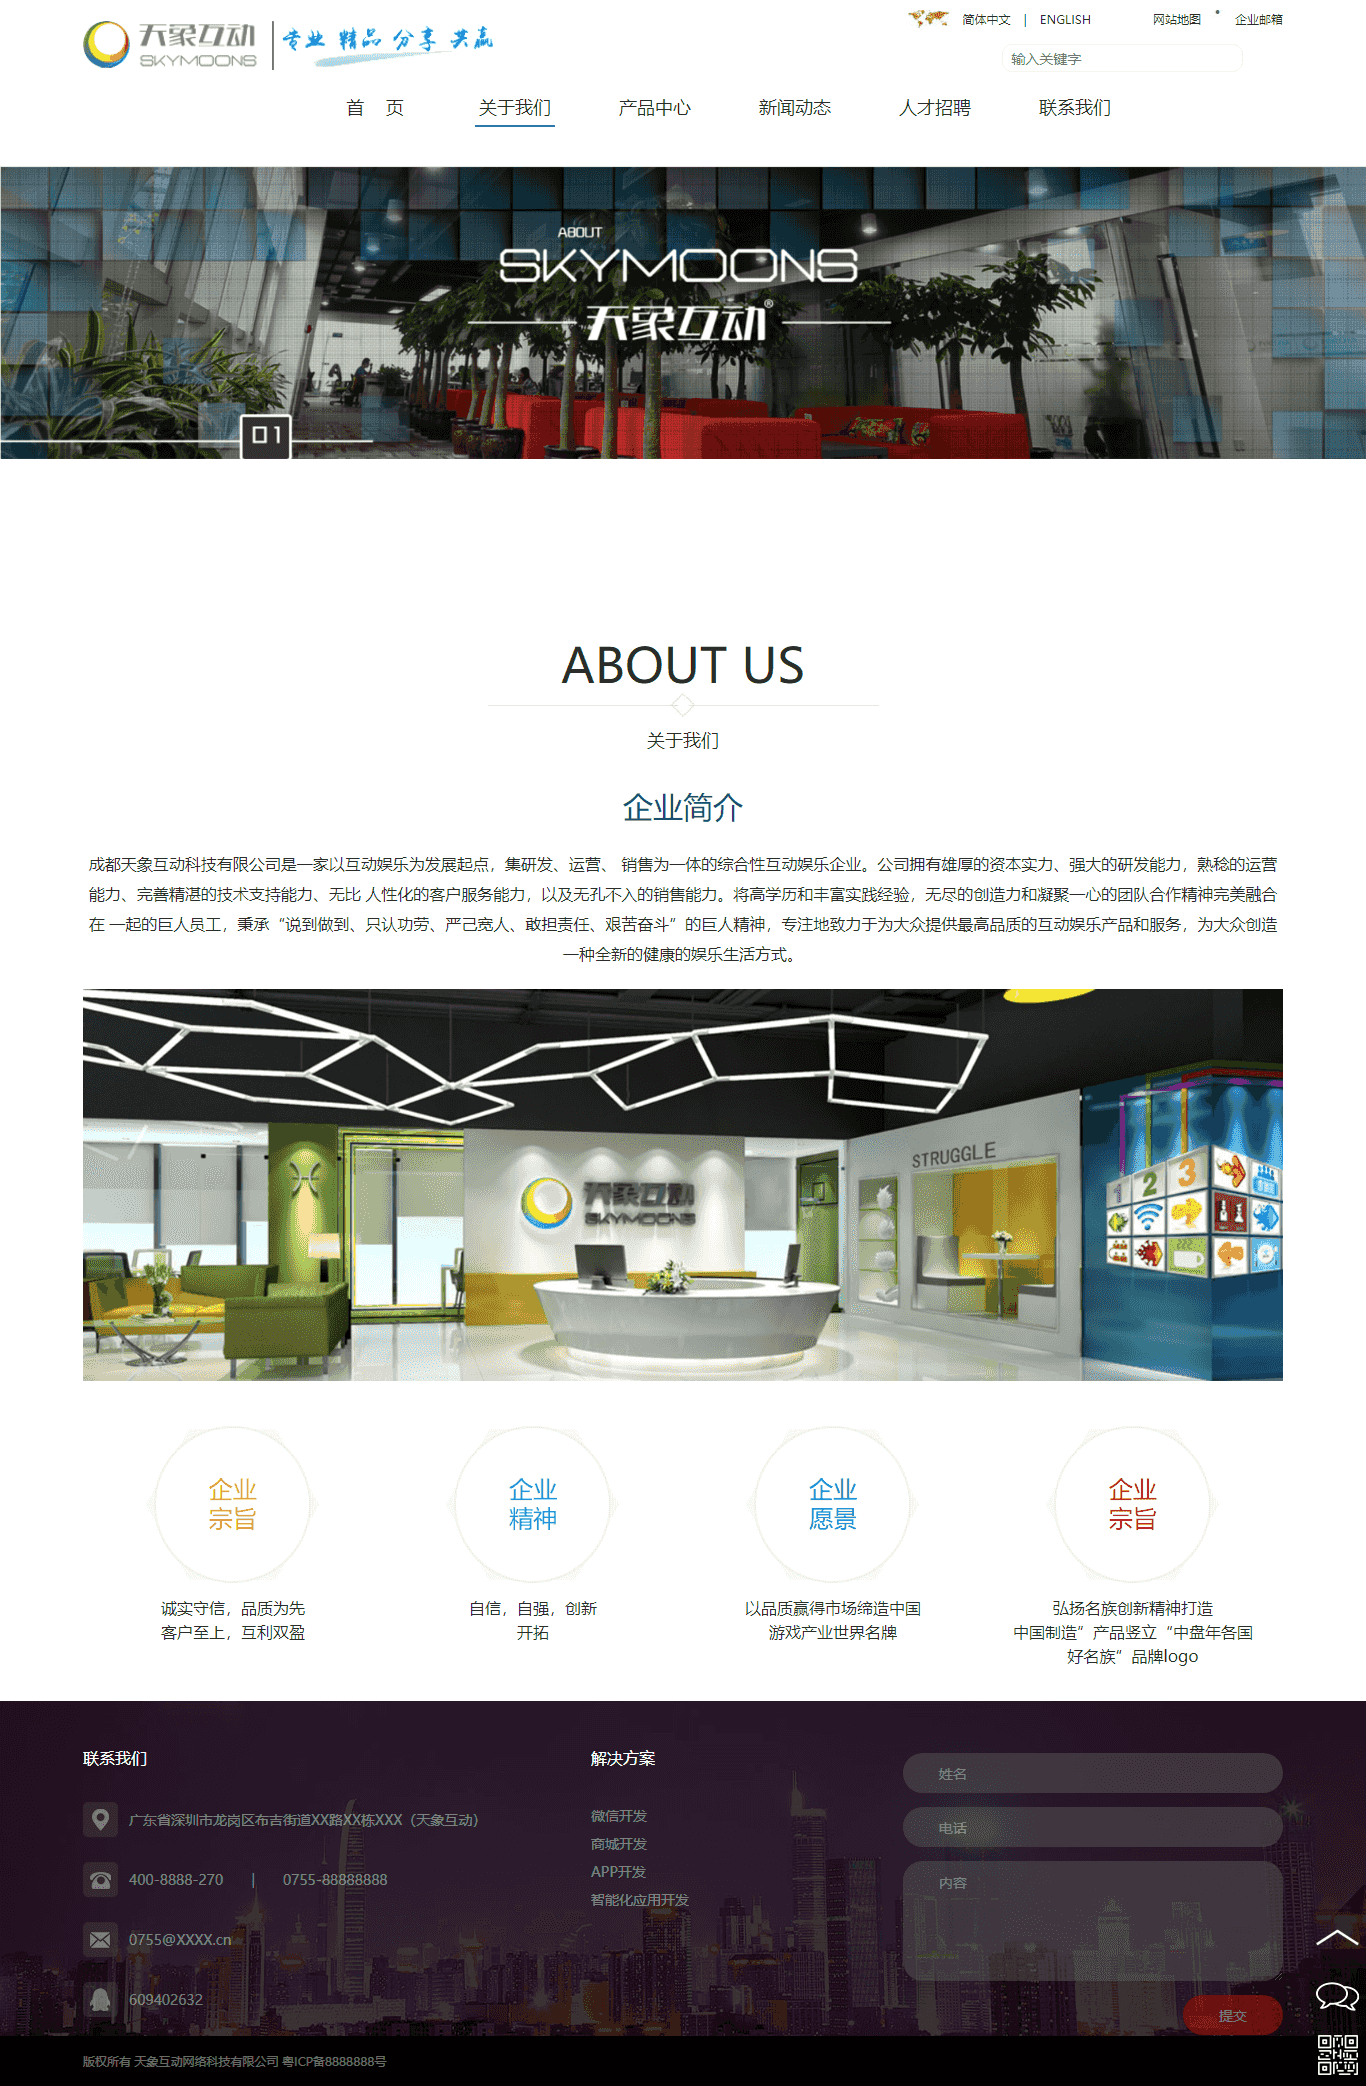 天象互动
SKYMOONS
专业 精品 分享 共赢
简体中文 | ENGLISH
网站地图
企业邮箱
输入关键字
首 页
关于我们
产品中心
新闻动态
人才招聘
联系我们
ABOUT
SKYMOONS
天象互动®
01
ABOUT US
关于我们
企业简介
成都天象互动科技有限公司是一家以互动娱乐为发展起点，集研发、运营、 销售为一体的综合性互动娱乐企业。公司拥有雄厚的资本实力、强大的研发能力，熟稔的运营
能力、完善精湛的技术支持能力、无比 人性化的客户服务能力，以及无孔不入的销售能力。将高学历和丰富实践经验，无尽的创造力和凝聚一心的团队合作精神完美融合
在 一起的巨人员工，秉承“说到做到、只认功劳、严己宽人、敢担责任、艰苦奋斗”的巨人精神，专注地致力于为大众提供最高品质的互动娱乐产品和服务，为大众创造
一种全新的健康的娱乐生活方式。
天象互动
SKYMOONS
STRUGGLE
1 2 3
企业
宗旨
企业
精神
企业
愿景
企业
宗旨
诚实守信，品质为先
客户至上，互利双盈
自信，自强，创新
开拓
以品质赢得市场缔造中国
游戏产业世界名牌
弘扬名族创新精神打造
中国制造”产品竖立“中盘年各国
好名族”品牌logo
联系我们
广东省深圳市龙岗区布吉街道XX路XX栋XXX（天象互动）
400-8888-270 | 0755-88888888
0755@XXXX.cn
609402632
解决方案
微信开发
商城开发
APP开发
智能化应用开发
姓名
电话
内容
提交
版权所有 天象互动网络科技有限公司 粤ICP备8888888号